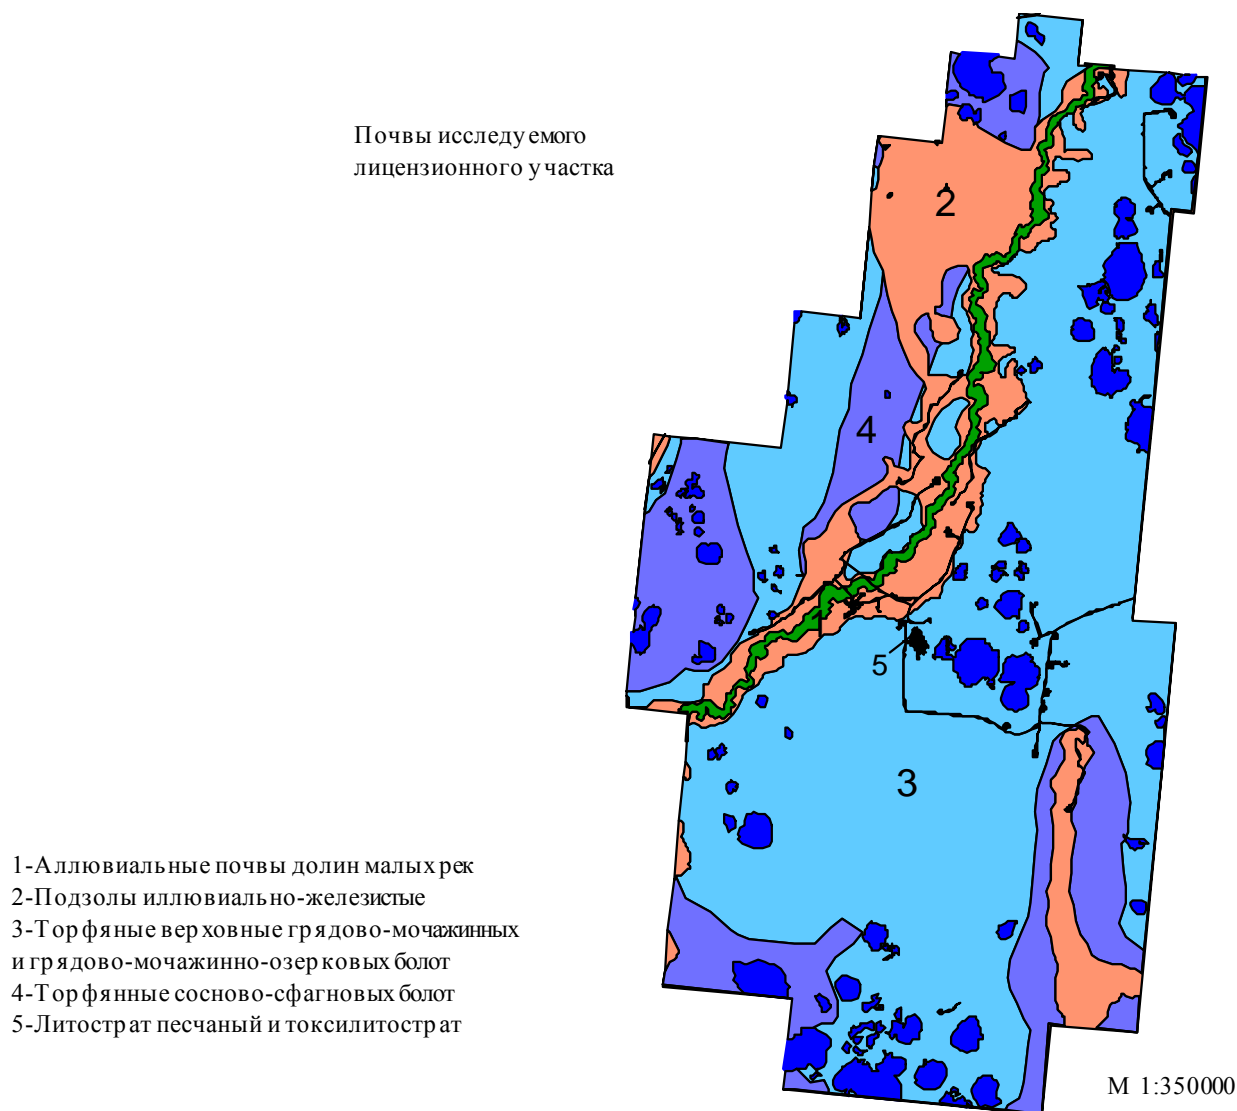 Почвы исследуемого
лицензионного участка
2
4
5
3
1-Аллювиальные почвы долин малых рек
2-Подзолы иллювиально-железистые
3-Торфяные верховные грядово-мочажинных
и грядово-мочажинно-озерковых болот
4-Торфянные сосново-сфагновых болот
5-Литострат песчаный и токсилитострат
М 1:350000